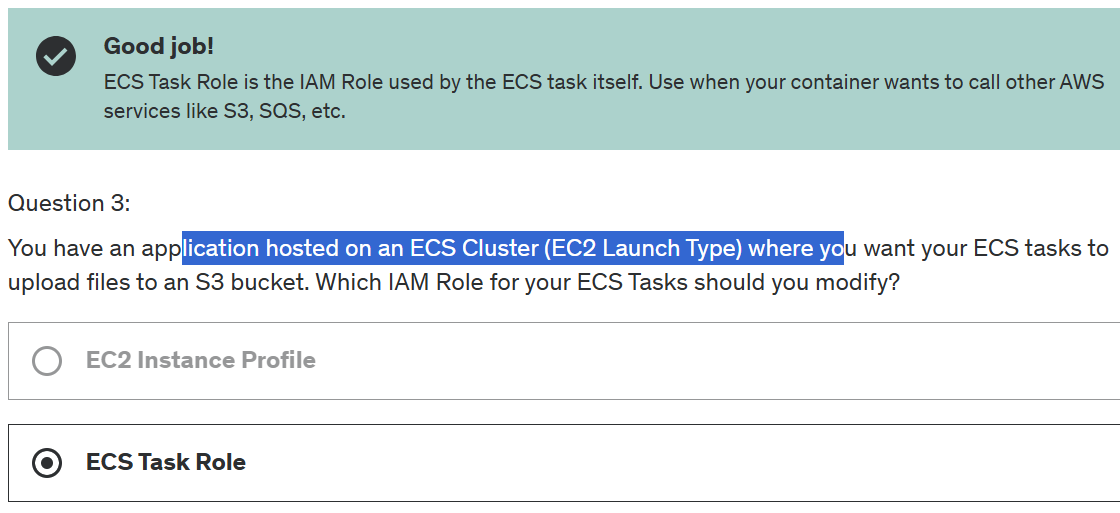 Good job!
ECS Task Role is the IAM Role used by the ECS task itself. Use when your container wants to call other AWS
services like S3, SQS, etc.
Question 3:
You have an application hosted on an ECS Cluster (EC2 Launch Type) where you want your ECS tasks to
upload files to an S3 bucket. Which IAM Role for your ECS Tasks should you modify?
EC2 Instance Profile
ECS Task Role